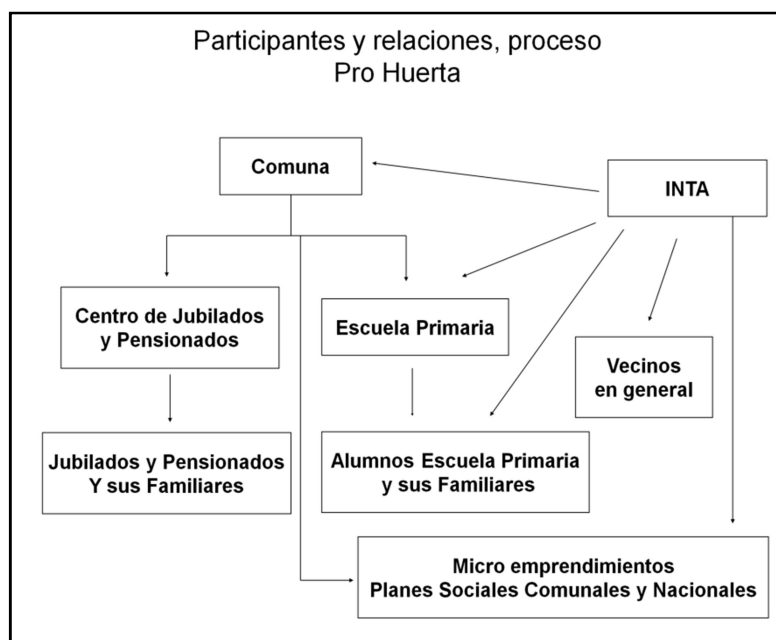 Participantes y relaciones, proceso
Pro Huerta
Comuna
INTA
Centro de Jubilados
y Pensionados
Escuela Primaria
Vecinos
en general
Jubilados y Pensionados
Y sus Familiares
Alumnos Escuela Primaria
y sus Familiares
Micro emprendimientos
Planes Sociales Comunales y Nacionales